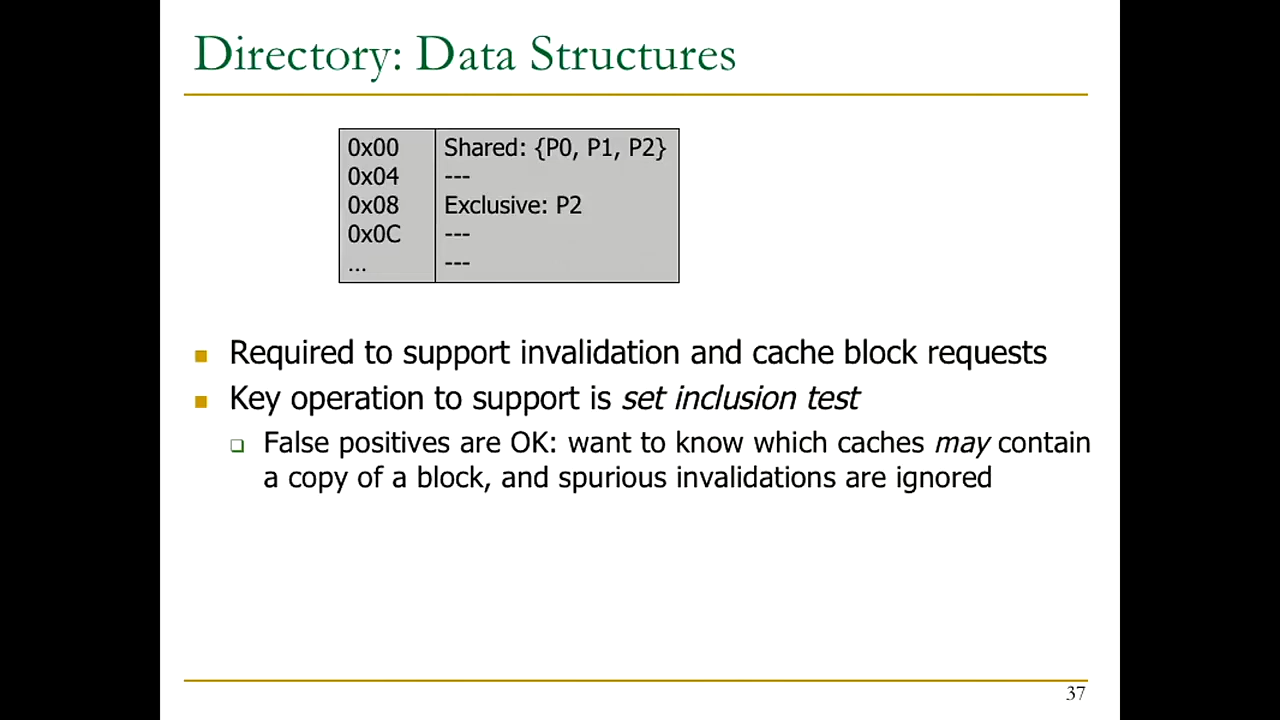 Directory: Data Structures
0x00 Shared: {P0, P1, P2}
0x04 ---
0x08 Exclusive: P2
0x0C ---
... ---
Required to support invalidation and cache block requests
Key operation to support is set inclusion test
False positives are OK: want to know which caches may contain
a copy of a block, and spurious invalidations are ignored
37